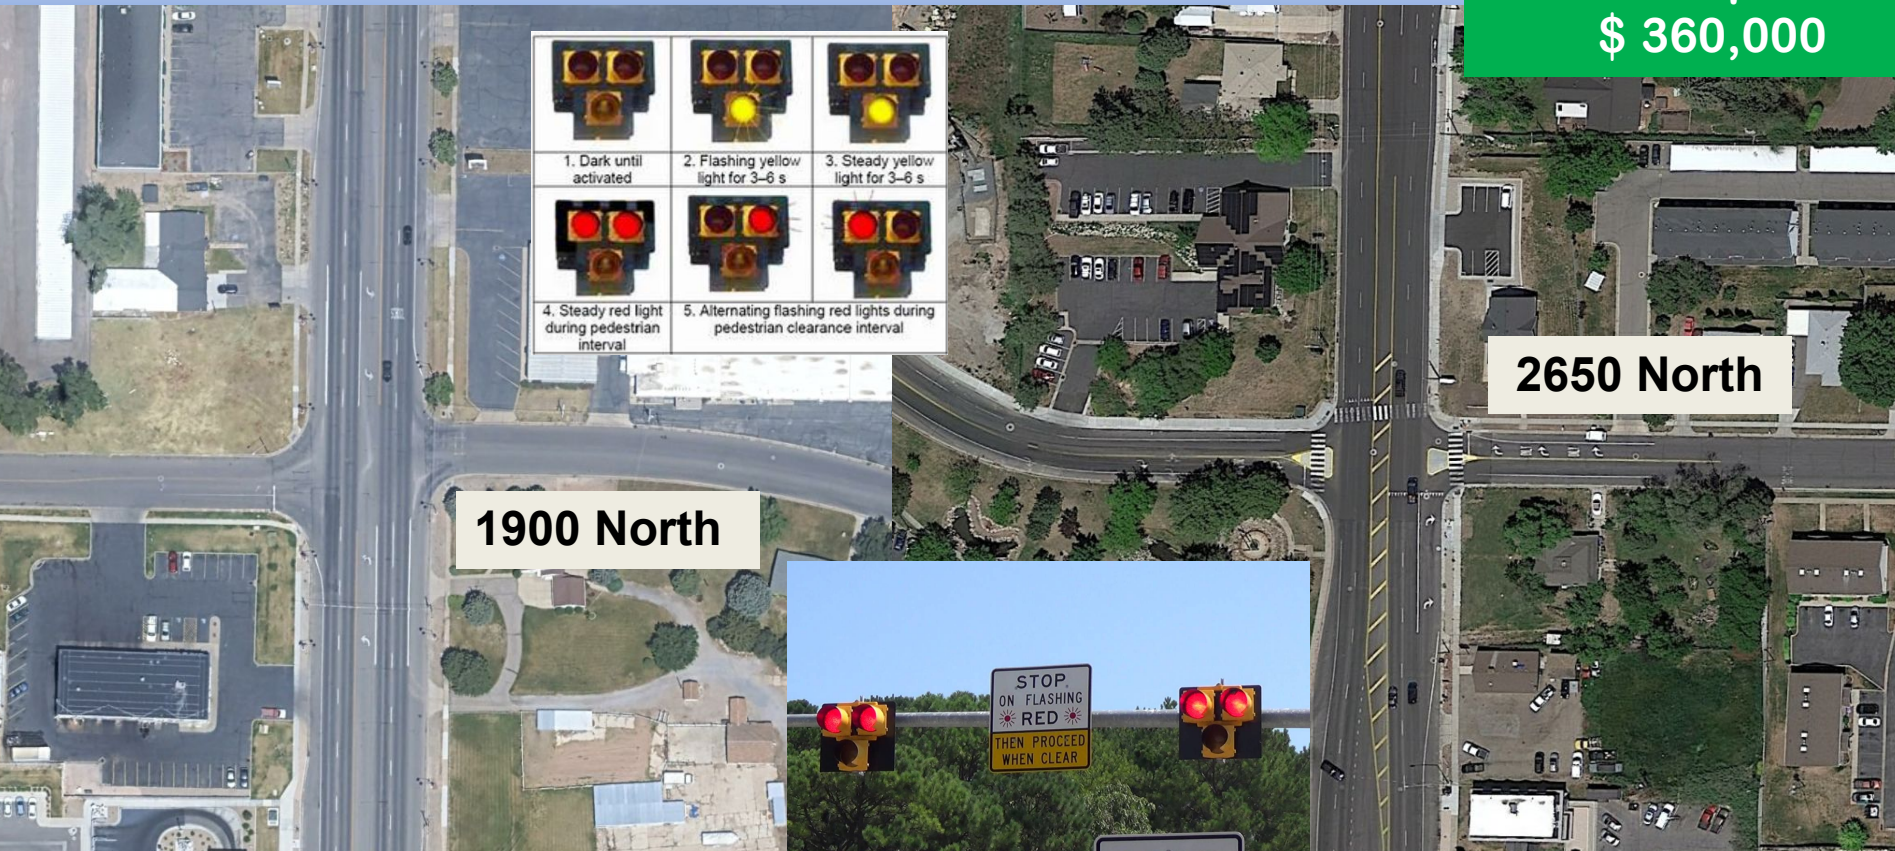 $ 360,000
1. Dark until
activated
2. Flashing yellow
light for 3–6 s
3. Steady yellow
light for 3–6 s
4. Steady red light
during pedestrian
interval
5. Alternating flashing red lights during
pedestrian clearance interval
2650 North
1900 North
STOP
ON FLASHING
RED
THEN PROCEED
WHEN CLEAR